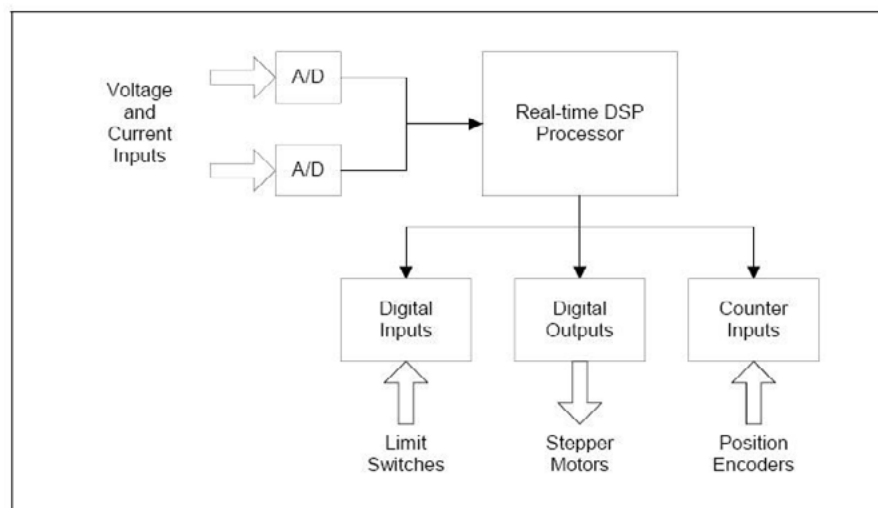 Voltage
and
Current
Inputs
A/D
A/D
Real-time DSP
Processor
Digital
Inputs
Digital
Outputs
Counter
Inputs
Limit
Switches
Stepper
Motors
Position
Encoders